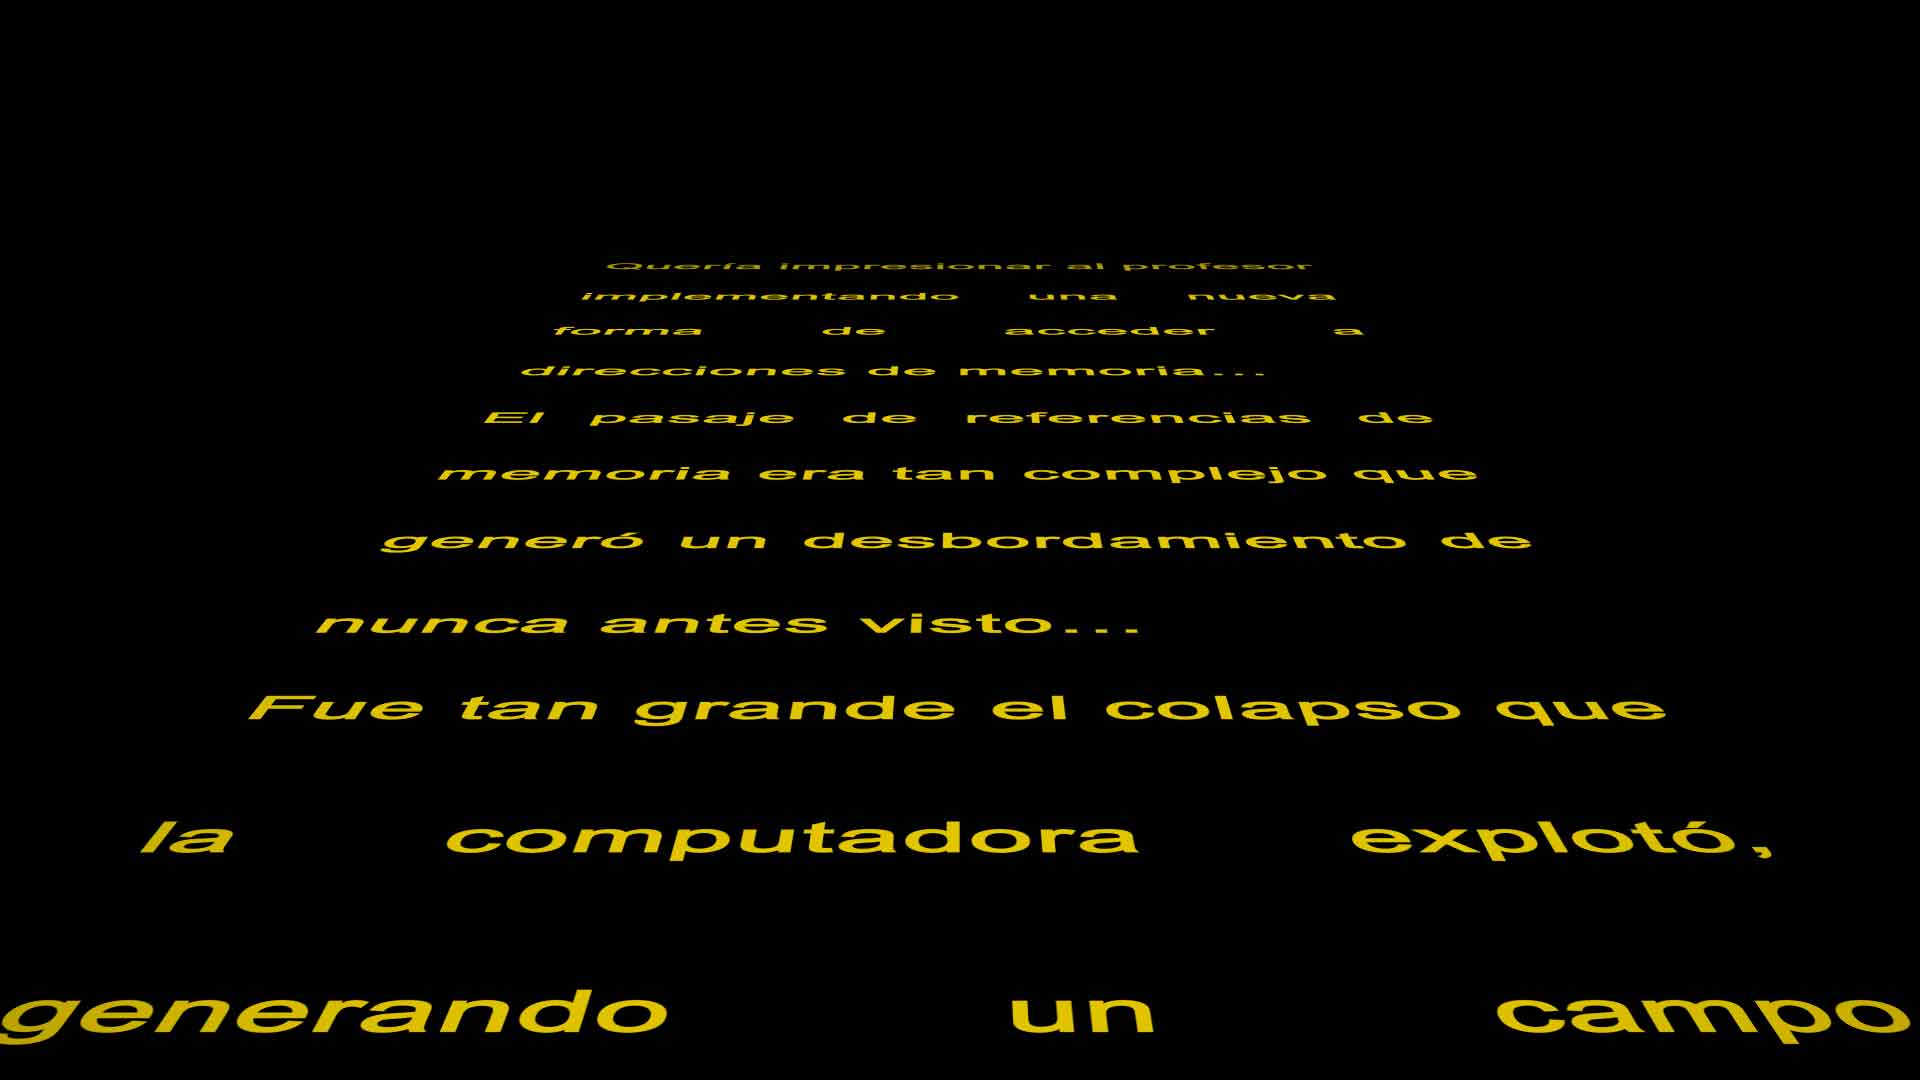 Quería impresionar al profesor
implementando una nueva
forma de acceder a
direcciones de memoria...
El pasaje de referencias de
memoria era tan complejo que
generó un desbordamiento de
nunca antes visto...
Fue tan grande el colapso que
la computadora explotó,
generando un campo